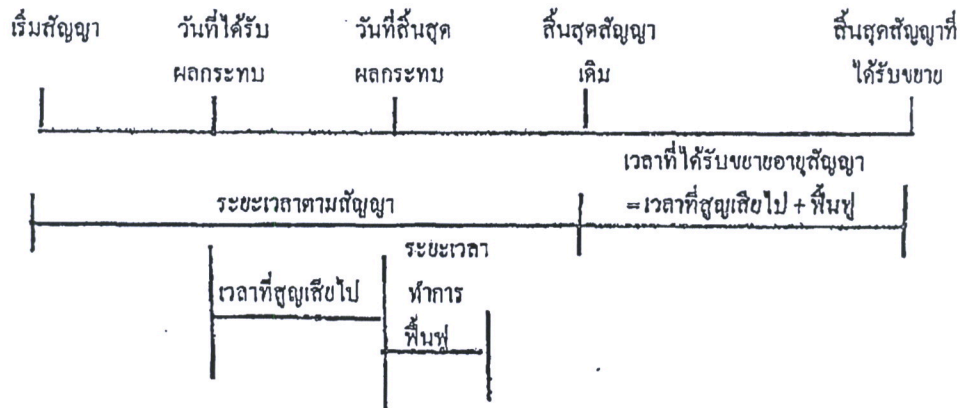 เริ่มสัญญา วันที่ได้รับ วันที่สิ้นสุด สิ้นสุดสัญญา สิ้นสุดสัญญาที่
ผลกระทบ ผลกระทบ เดิม ได้รับขยาย
เวลาที่ได้รับขยายอายุสัญญา
ระยะเวลาตามสัญญา =เวลาที่สูญเสียไป + ฟื้นฟู
ระยะเวลา
เวลาที่สูญเสียไป ทำการ
ฟื้นฟู